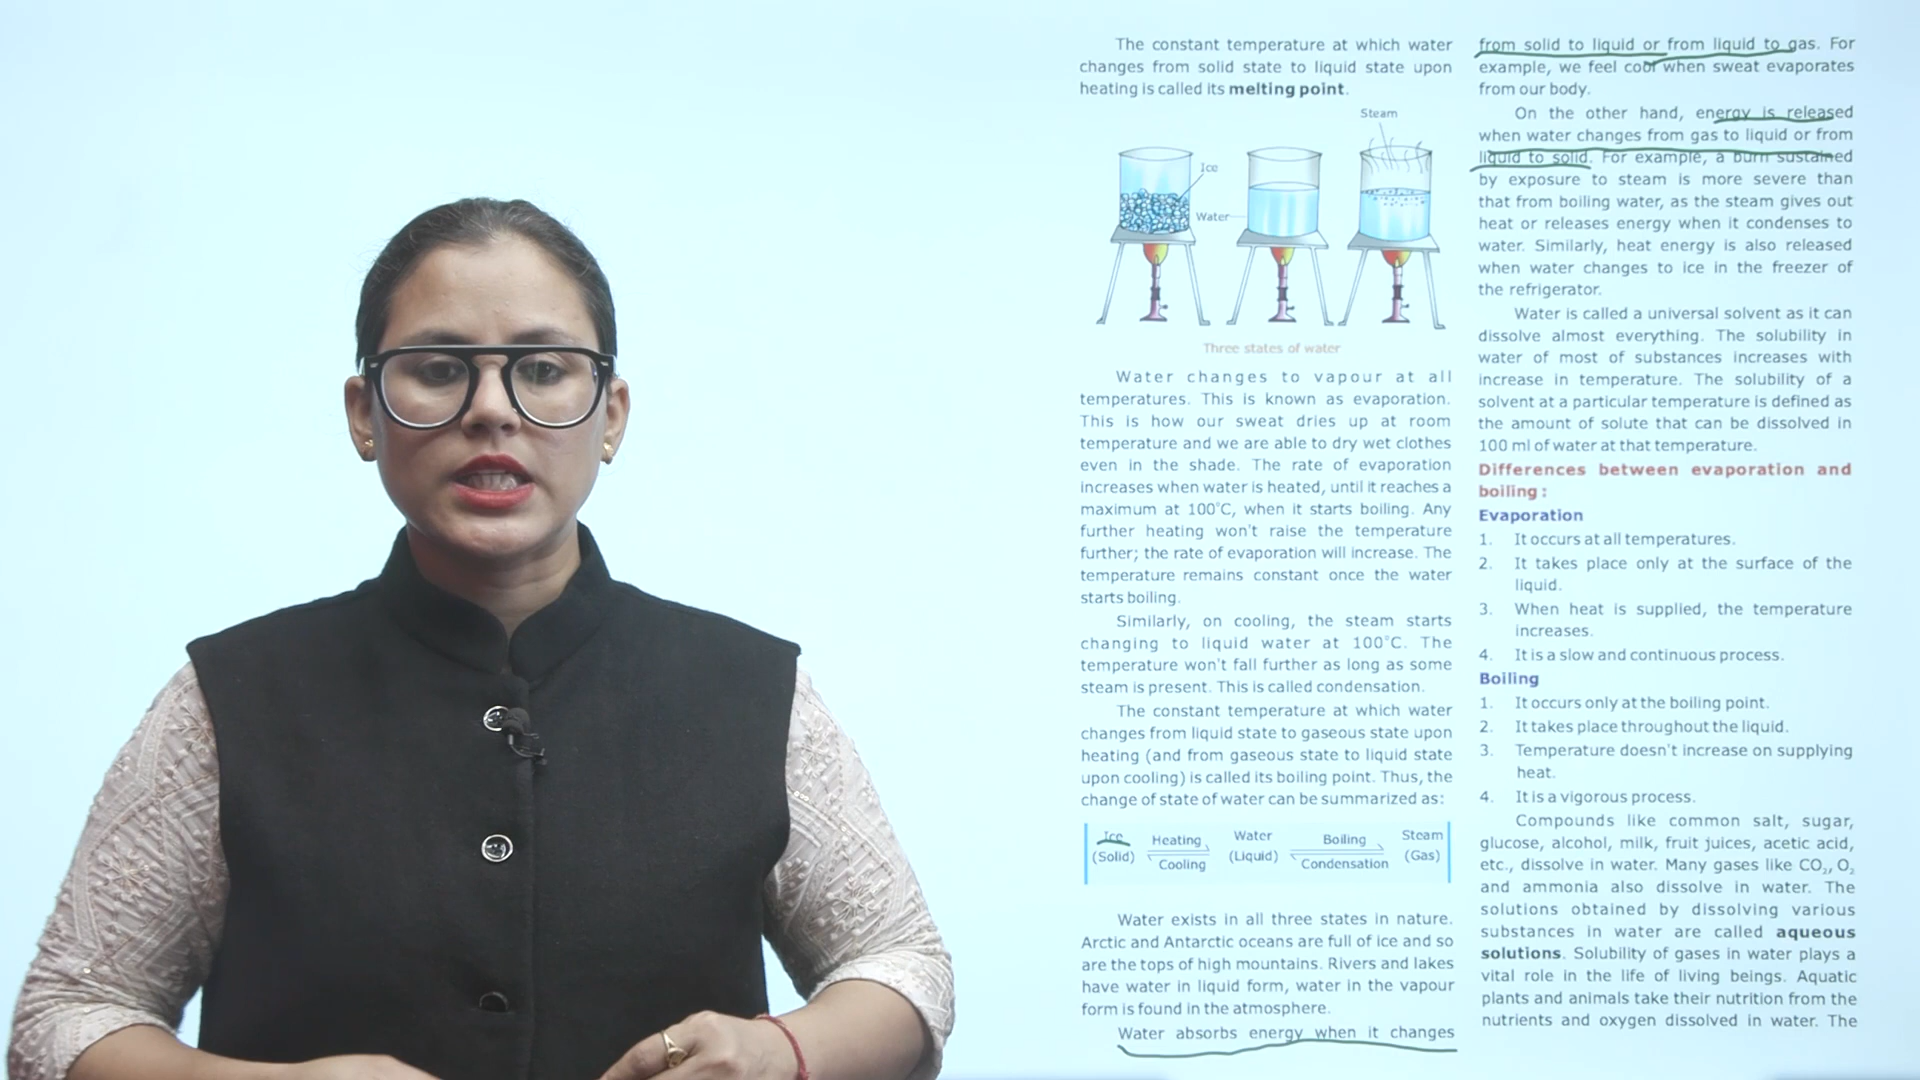 The constant temperature at which water
changes from solid state to liquid state upon
heating is called its melting point.
Steam
Ice
Water
Three states of water
Water changes to vapour at all
temperatures. This is known as evaporation.
This is how our sweat dries up at room
temperature and we are able to dry wet clothes
even in the shade. The rate of evaporation
increases when water is heated, until it reaches a
maximum at 100°C, when it starts boiling. Any
further heating won't raise the temperature
further; the rate of evaporation will increase. The
temperature remains constant once the water
starts boiling.
Similarly, on cooling, the steam starts
changing to liquid water at 100°C. The
temperature won't fall further as long as some
steam is present. This is called condensation.
The constant temperature at which water
changes from liquid state to gaseous state upon
heating (and from gaseous state to liquid state
upon cooling) is called its boiling point. Thus, the
change of state of water can be summarized as:
Ice Heating Water Boiling Steam
(Solid) Cooling (Liquid) Condensation (Gas)
Water exists in all three states in nature.
Arctic and Antarctic oceans are full of ice and so
are the tops of high mountains. Rivers and lakes
have water in liquid form, water in the vapour
form is found in the atmosphere.
Water absorbs energy when it changes
from solid to liquid or from liquid to gas. For
example, we feel cool when sweat evaporates
from our body.
On the other hand, energy is released
when water changes from gas to liquid or from
liquid to solid. For example, a burn sustained
by exposure to steam is more severe than
that from boiling water, as the steam gives out
heat or releases energy when it condenses to
water. Similarly, heat energy is also released
when water changes to ice in the freezer of
the refrigerator.
Water is called a universal solvent as it can
dissolve almost everything. The solubility in
water of most of substances increases with
increase in temperature. The solubility of a
solvent at a particular temperature is defined as
the amount of solute that can be dissolved in
100 ml of water at that temperature.
Differences between evaporation and
boiling :
Evaporation
1. It occurs at all temperatures.
2. It takes place only at the surface of the
liquid.
3. When heat is supplied, the temperature
increases.
4. It is a slow and continuous process.
Boiling
1. It occurs only at the boiling point.
2. It takes place throughout the liquid.
3. Temperature doesn't increase on supplying
heat.
4. It is a vigorous process.
Compounds like common salt, sugar,
glucose, alcohol, milk, fruit juices, acetic acid,
etc., dissolve in water. Many gases like CO₂, O₂
and ammonia also dissolve in water. The
solutions obtained by dissolving various
substances in water are called aqueous
solutions. Solubility of gases in water plays a
vital role in the life of living beings. Aquatic
plants and animals take their nutrition from the
nutrients and oxygen dissolved in water. The